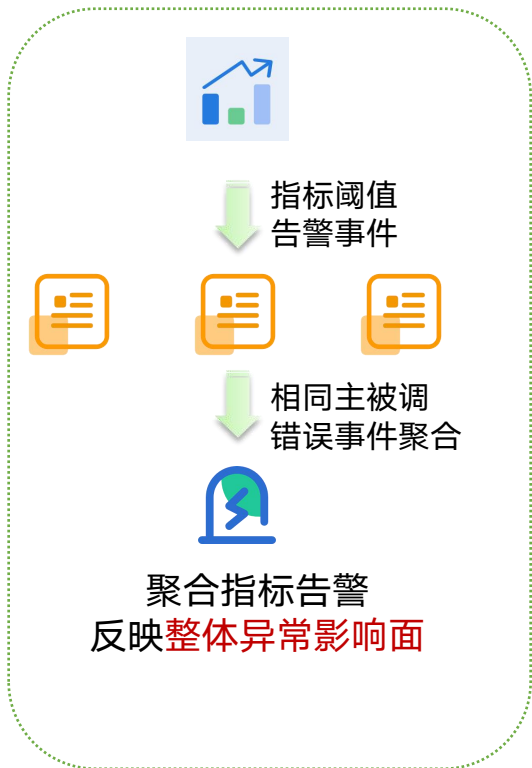 指标阈值
告警事件
相同主被调
错误事件聚合
聚合指标告警
反映整体异常影响面